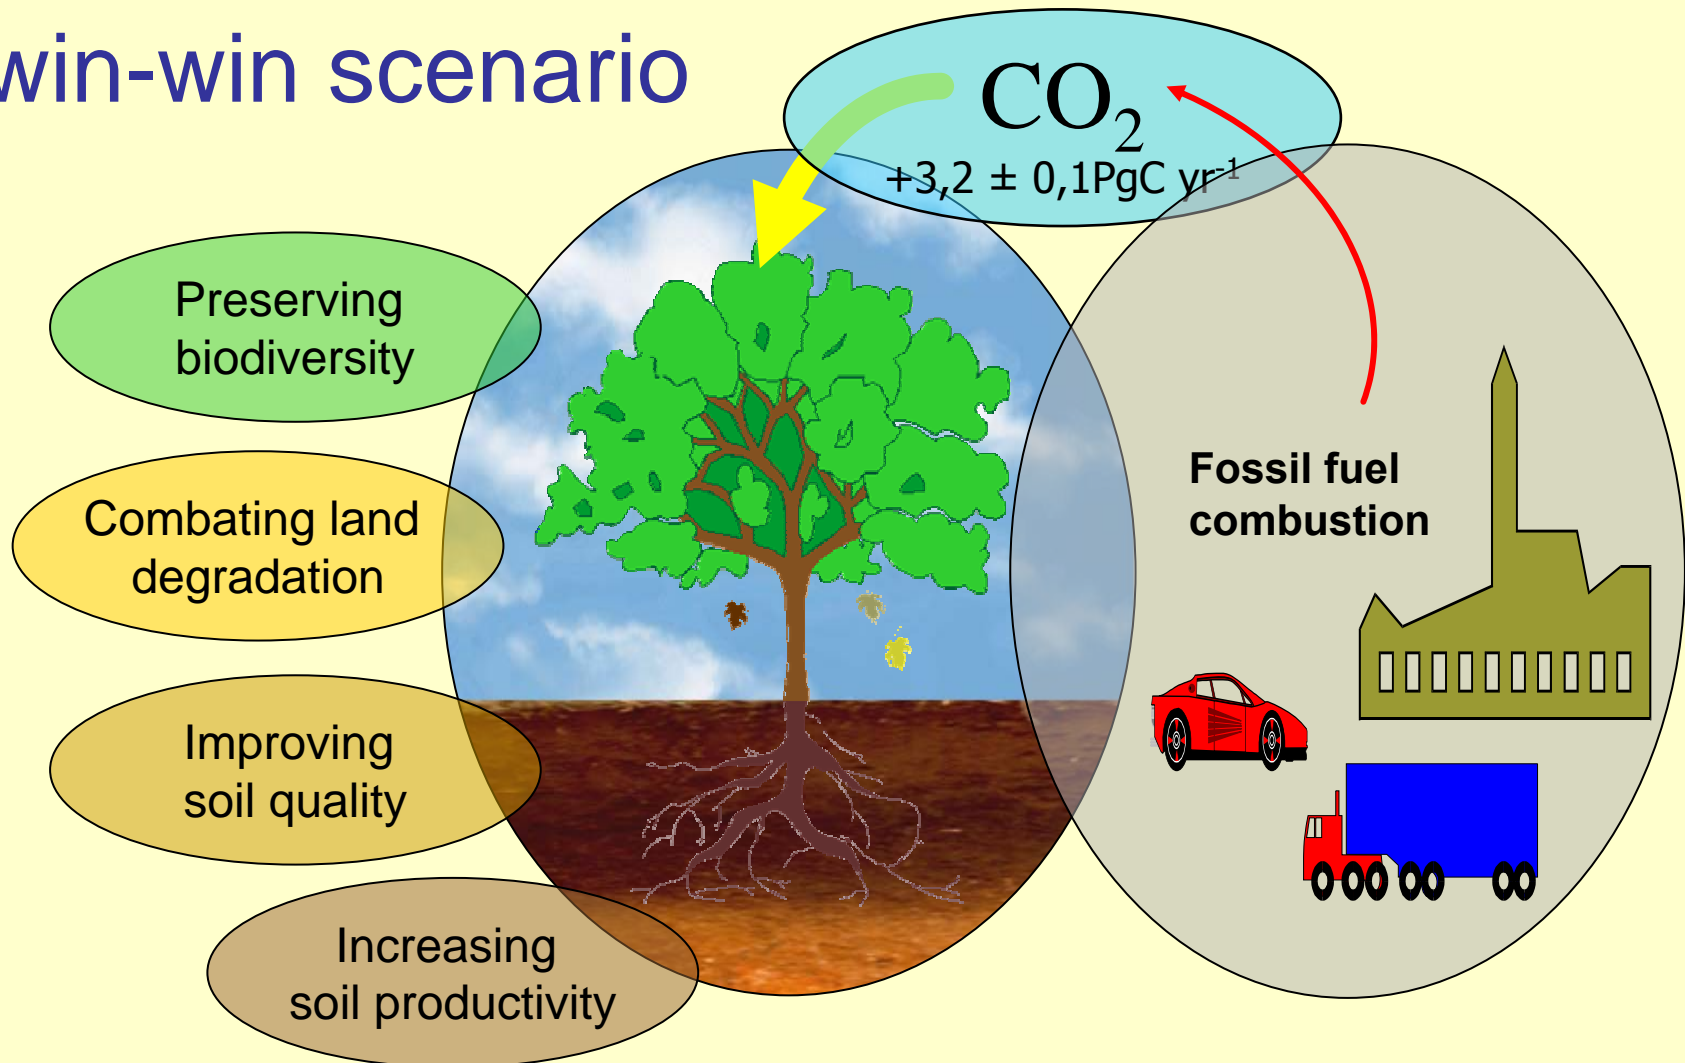 win-win scenario
CO₂
+3,2 ± 0,1PgC yr⁻¹
Preserving
biodiversity
Combating land
degradation
Improving
soil quality
Increasing
soil productivity
Fossil fuel
combustion